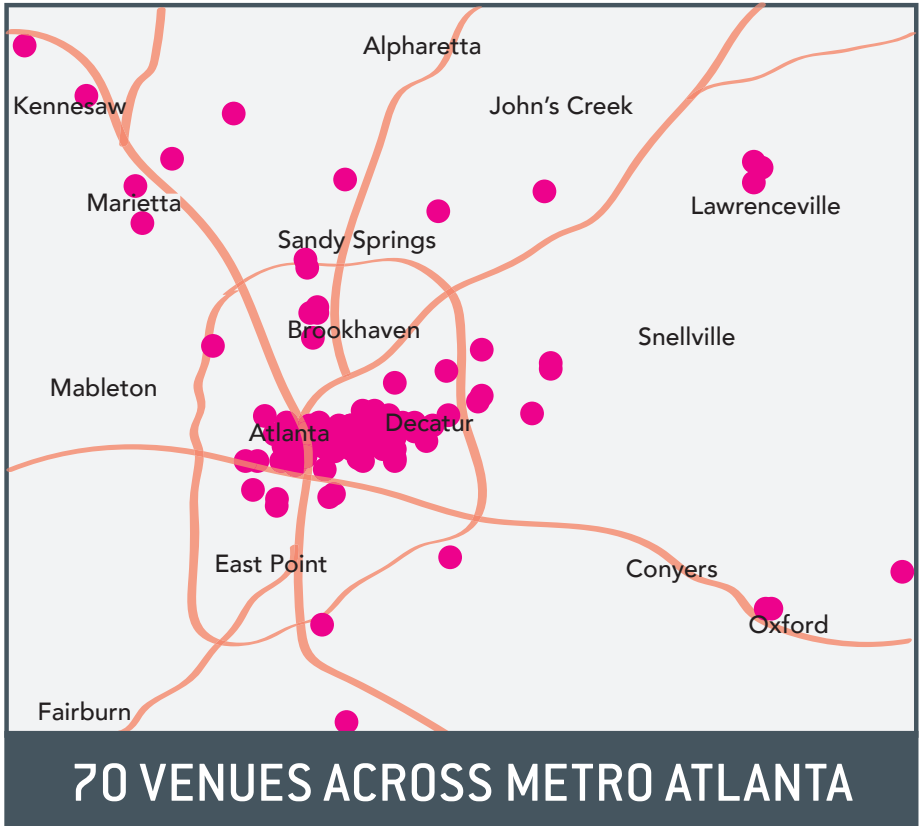 Alpharetta
Kennesaw
John's Creek
Marietta
Lawrenceville
Sandy Springs
Brookhaven
Snellville
Mableton
Decatur
Atlanta
East Point
Conyers
Oxford
Fairburn
70 VENUES ACROSS METRO ATLANTA